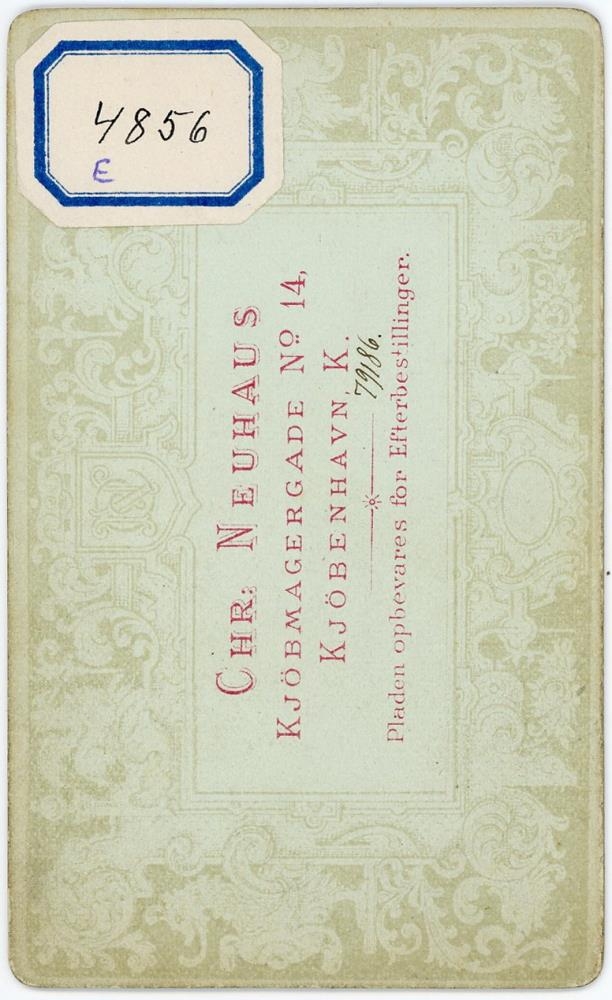 4856
E
CHR: NEUHAUS
KJÖBMAGERGADE Nº 14,
KJÖBENHAVN, K.
79186.
Pladen opbevares for Efterbestillinger.